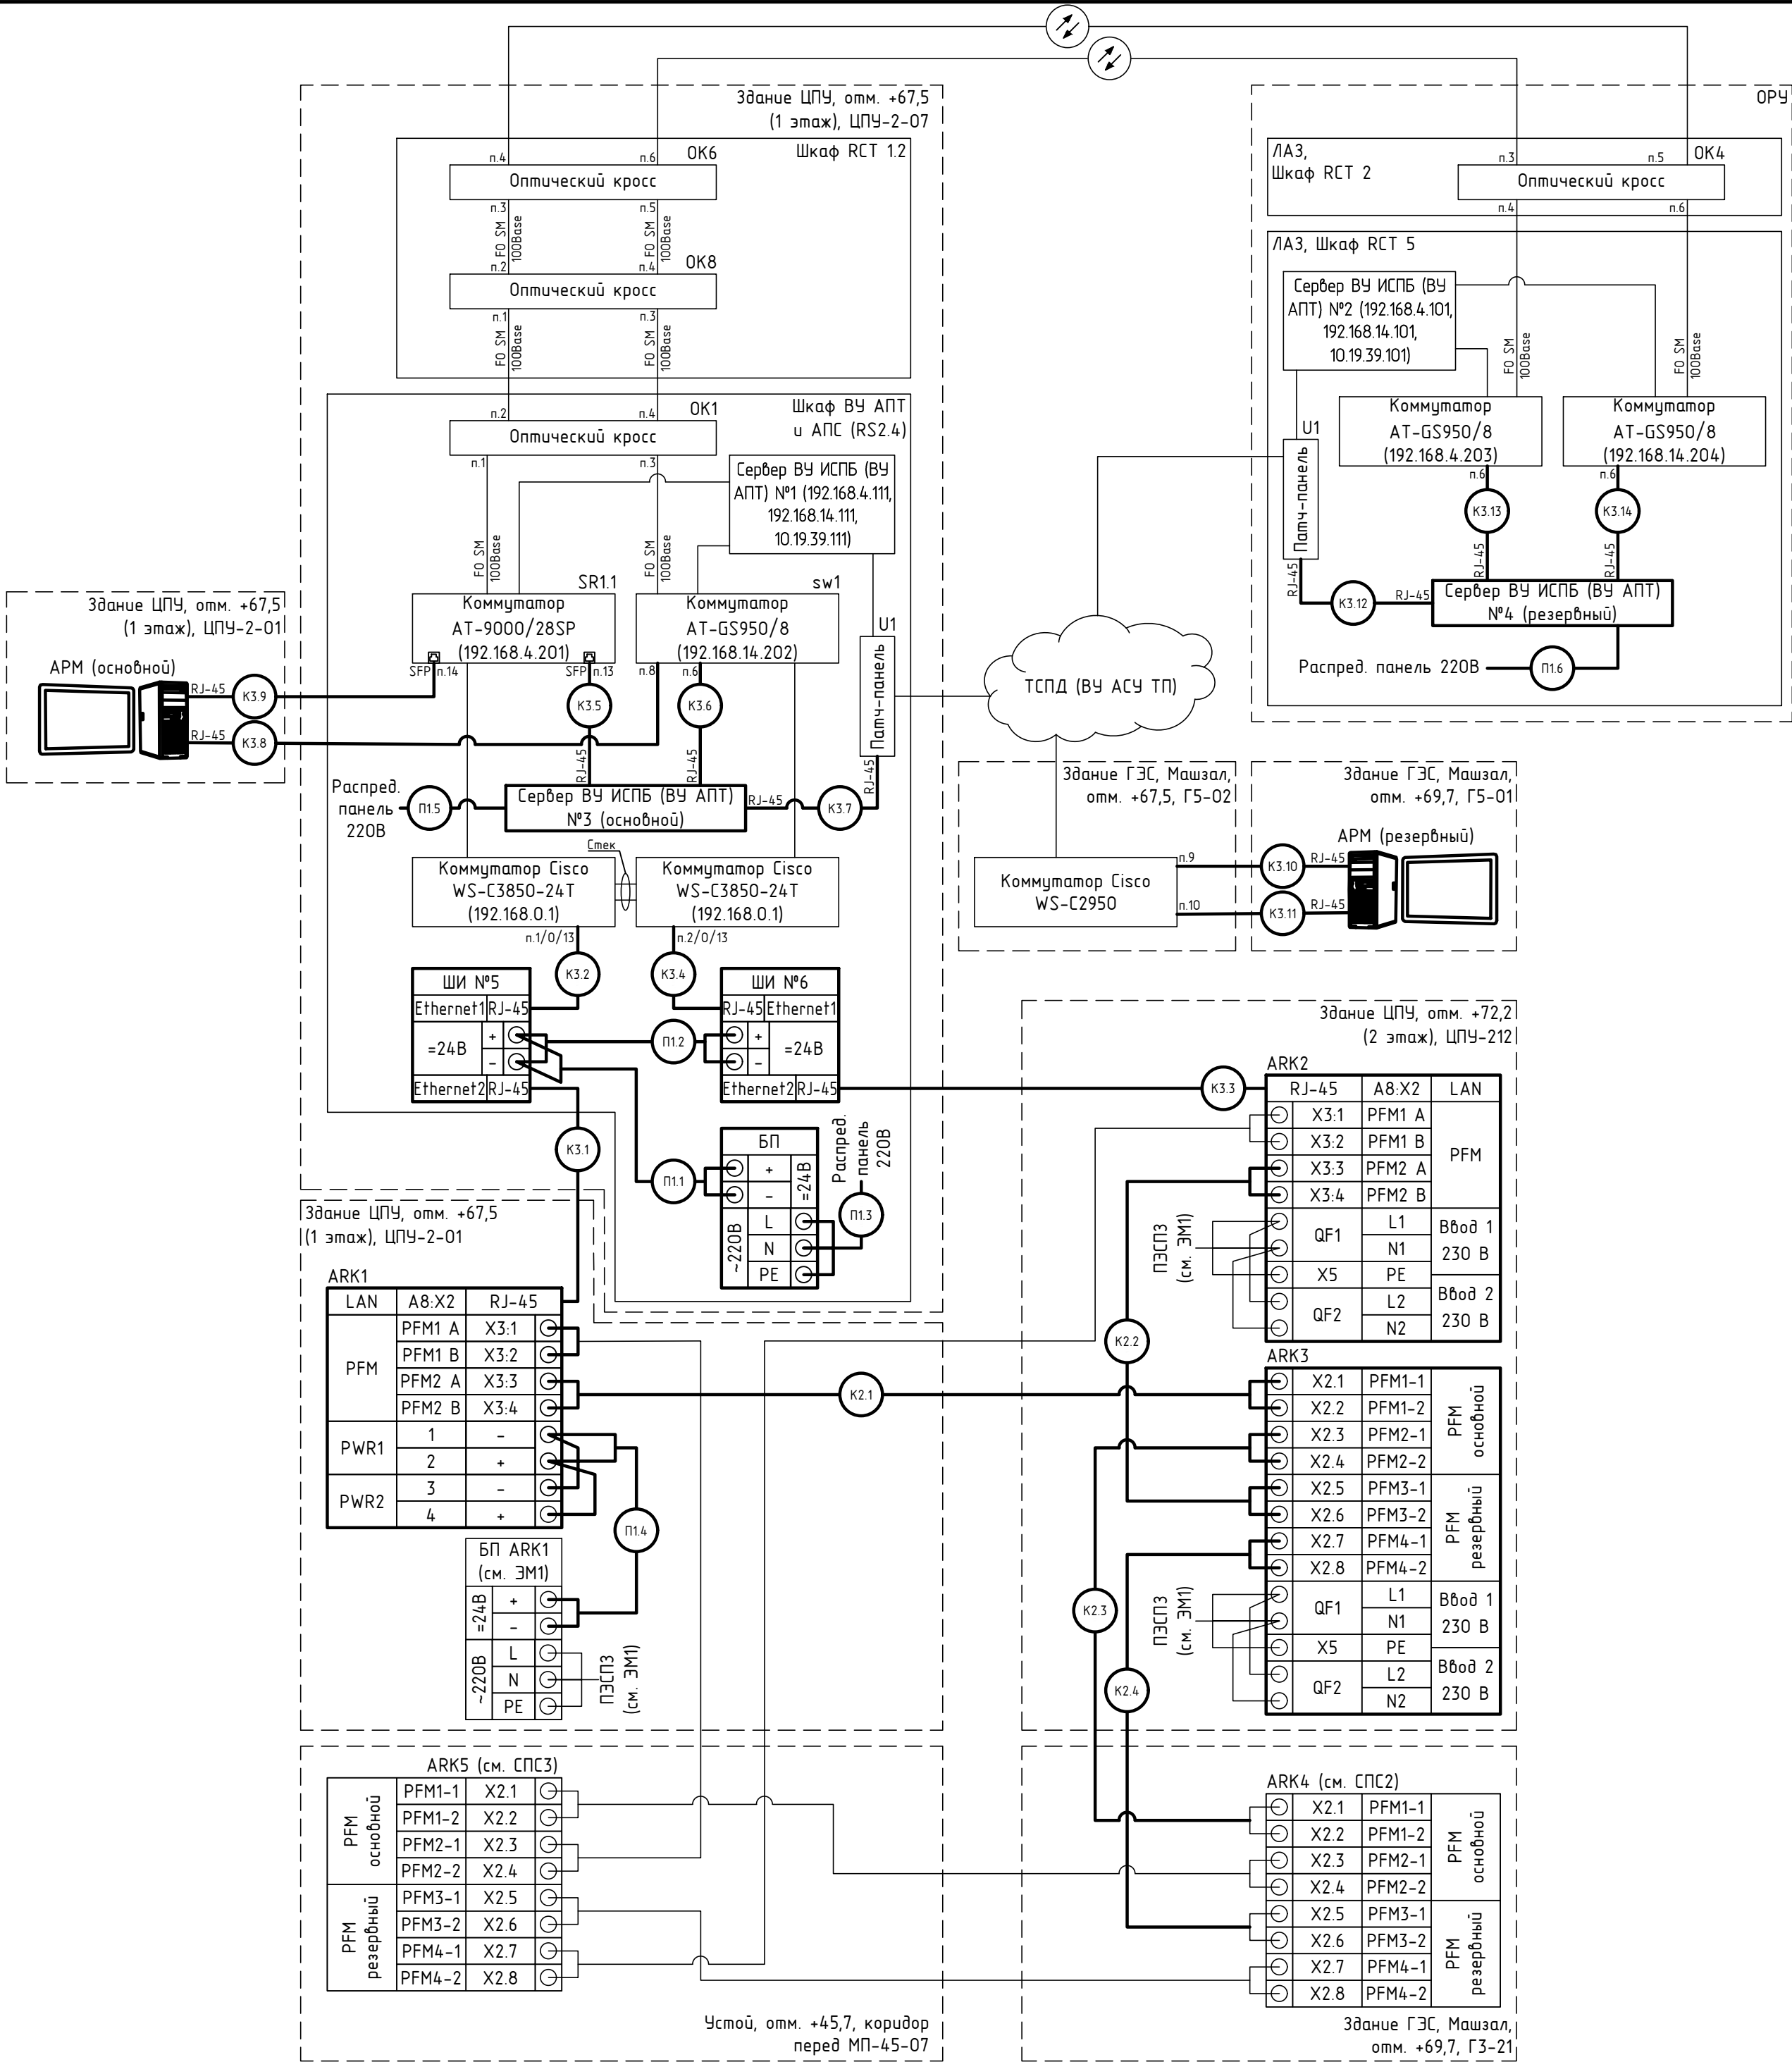 Здание ЦПУ, отм. +67,5
(1 этаж), ЦПУ-2-07
Шкаф RCT 1.2
п.4
п.6
ОК6
Оптический кросс
п.3
FO SM
100Base
п.5
FO SM
100Base
п.2
п.4
ОК8
Оптический кросс
п.1
FO SM
100Base
п.3
FO SM
100Base
Шкаф ВУ АПТ
и АПС (RS2.4)
п.2
п.4
ОК1
Оптический кросс
п.1
п.3
FO SM
100Base
FO SM
100Base
Сервер ВУ ИСПБ (ВУ
АПТ) №1 (192.168.4.111,
192.168.14.111,
10.19.39.111)
SR1.1
Коммутатор
AT-9000/28SP
(192.168.4.201)
SFP
п.14
SFP
п.13
sw1
Коммутатор
AT-GS950/8
(192.168.14.202)
п.8
п.6
U1
Патч-панель
К3.5
К3.6
RJ-45
RJ-45
RJ-45
Распред.
панель
220В
П1.5
Сервер ВУ ИСПБ (ВУ АПТ)
№3 (основной)
RJ-45
К3.7
Стек
Коммутатор Cisco
WS-C3850-24T
(192.168.0.1)
Коммутатор Cisco
WS-C3850-24T
(192.168.0.1)
п.1/0/13
п.2/0/13
К3.2
К3.4
ШИ №5
Ethernet1
RJ-45
=24В
+
-
Ethernet2
RJ-45
П1.2
ШИ №6
RJ-45
Ethernet1
+
-
=24В
Ethernet2
RJ-45
К3.3
К3.1
П1.1
БП
+
-
=24В
~220В
L
N
PE
Распред.
панель
220В
П1.3
Здание ЦПУ, отм. +67,5
(1 этаж), ЦПУ-2-01
АРМ (основной)
RJ-45
К3.9
RJ-45
К3.8
ОРУ
ЛАЗ,
Шкаф RCT 2
п.3
п.5
ОК4
Оптический кросс
п.4
п.6
ЛАЗ, Шкаф RCT 5
Сервер ВУ ИСПБ (ВУ
АПТ) №2 (192.168.4.101,
192.168.14.101,
10.19.39.101)
FO SM
100Base
FO SM
100Base
U1
Патч-панель
Коммутатор
AT-GS950/8
(192.168.4.203)
Коммутатор
AT-GS950/8
(192.168.14.204)
п.6
п.6
К3.13
К3.14
RJ-45
RJ-45
RJ-45
К3.12
RJ-45
Сервер ВУ ИСПБ (ВУ АПТ)
№4 (резервный)
Распред. панель 220В
П1.6
ТСПД (ВУ АСУ ТП)
Здание ГЭС, Машзал,
отм. +67,5, Г5-02
Коммутатор Cisco
WS-C2950
п.9
п.10
Здание ГЭС, Машзал,
отм. +69,7, Г5-01
АРМ (резервный)
К3.10
RJ-45
К3.11
RJ-45
Здание ЦПУ, отм. +67,5
(1 этаж), ЦПУ-2-01
ARK1
LAN
A8:X2
RJ-45
PFM
PFM1 A
X3:1
PFM1 B
X3:2
PFM2 A
X3:3
PFM2 B
X3:4
PWR1
1
-
2
+
PWR2
3
-
4
+
К2.1
П1.4
БП ARK1
(см. ЭМ1)
=24В
+
-
~220В
L
N
PE
ПЭСПЗ
(см. ЭМ1)
Здание ЦПУ, отм. +72,2
(2 этаж), ЦПУ-212
ARK2
RJ-45
A8:X2
LAN
X3:1
PFM1 A
X3:2
PFM1 B
X3:3
PFM2 A
X3:4
PFM2 B
PFM
ПЭСПЗ
(см. ЭМ1)
QF1
L1
N1
Ввод 1
230 В
X5
PE
QF2
L2
N2
Ввод 2
230 В
К2.2
ARK3
X2.1
PFM1-1
X2.2
PFM1-2
X2.3
PFM2-1
X2.4
PFM2-2
PFM
основной
X2.5
PFM3-1
X2.6
PFM3-2
X2.7
PFM4-1
X2.8
PFM4-2
PFM
резервный
ПЭСПЗ
(см. ЭМ1)
QF1
L1
N1
Ввод 1
230 В
X5
PE
QF2
L2
N2
Ввод 2
230 В
К2.3
К2.4
ARK5 (см. СПС3)
PFM
основной
PFM1-1
X2.1
PFM1-2
X2.2
PFM2-1
X2.3
PFM2-2
X2.4
PFM
резервный
PFM3-1
X2.5
PFM3-2
X2.6
PFM4-1
X2.7
PFM4-2
X2.8
Устой, отм. +45,7, коридор
перед МП-45-07
ARK4 (см. СПС2)
X2.1
PFM1-1
X2.2
PFM1-2
X2.3
PFM2-1
X2.4
PFM2-2
PFM
основной
X2.5
PFM3-1
X2.6
PFM3-2
X2.7
PFM4-1
X2.8
PFM4-2
PFM
резервный
Здание ГЭС, Машзал,
отм. +69,7, Г3-21